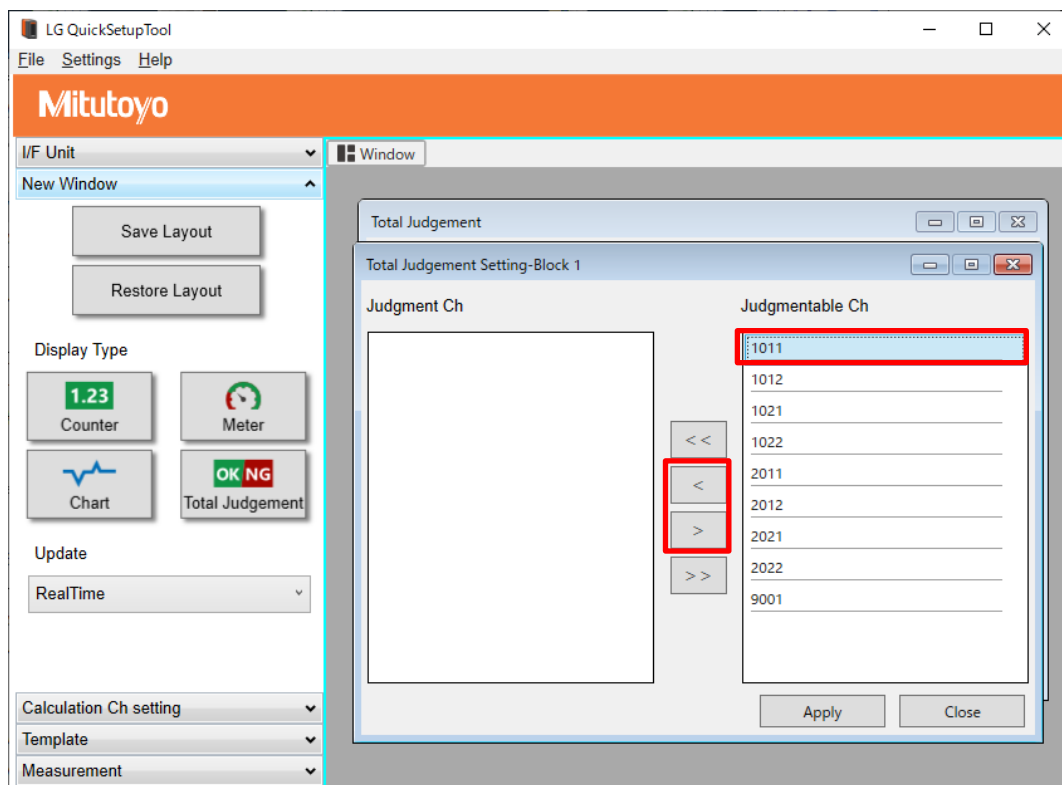 LG QuickSetupTool
File Settings Help
Mitutoyo
I/F Unit
New Window
Save Layout
Restore Layout
Display Type
1.23
Counter
Meter
Chart
OK NG
Total Judgement
Update
RealTime
Calculation Ch setting
Template
Measurement
Window
Total Judgement
Total Judgement Setting-Block 1
Judgment Ch
Judgmentable Ch
<<
<
>
>>
1011
1012
1021
1022
2011
2012
2021
2022
9001
Apply
Close